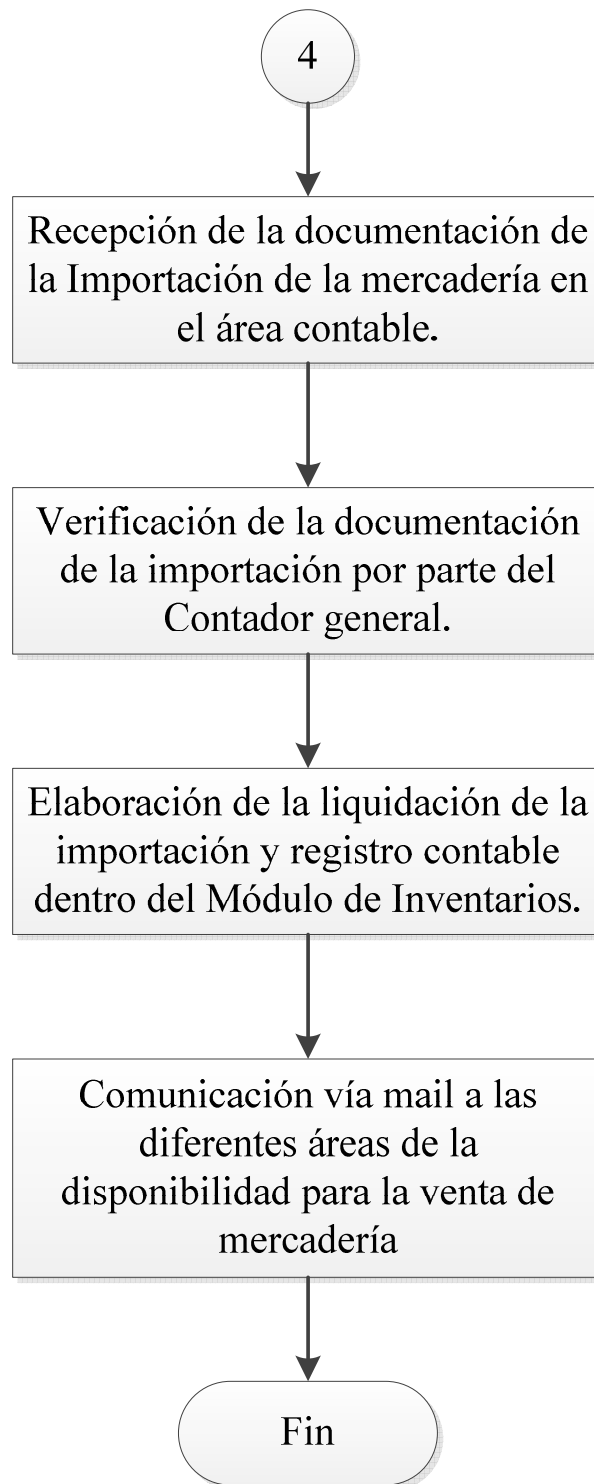 4
Recepción de la documentación de
la Importación de la mercadería en
el área contable.
Verificación de la documentación
de la importación por parte del
Contador general.
Elaboración de la liquidación de la
importación y registro contable
dentro del Módulo de Inventarios.
Comunicación vía mail a las
diferentes áreas de la
disponibilidad para la venta de
mercadería
Fin